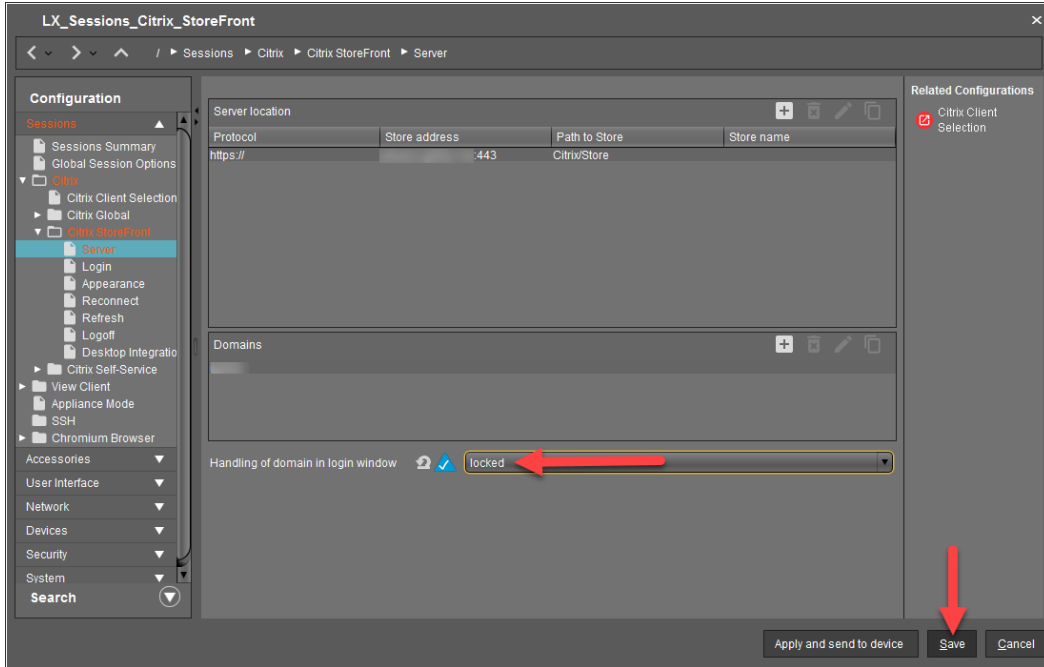 LX_Sessions_Citrix_StoreFront
/ Sessions Citrix Citrix StoreFront Server
Configuration
Sessions
Sessions Summary
Global Session Options
Citrix
Citrix Client Selection
Citrix Global
Citrix StoreFront
Server
Login
Appearance
Reconnect
Refresh
Logoff
Desktop Integratio
Citrix Self-Service
View Client
Appliance Mode
SSH
Chromium Browser
Accessories
User Interface
Network
Devices
Security
System
Search
Server location
Protocol Store address Path to Store Store name
https:// :443 Citrix/Store
Domains
Handling of domain in login window locked
Related Configurations
Citrix Client
Selection
Apply and send to device Save Cancel